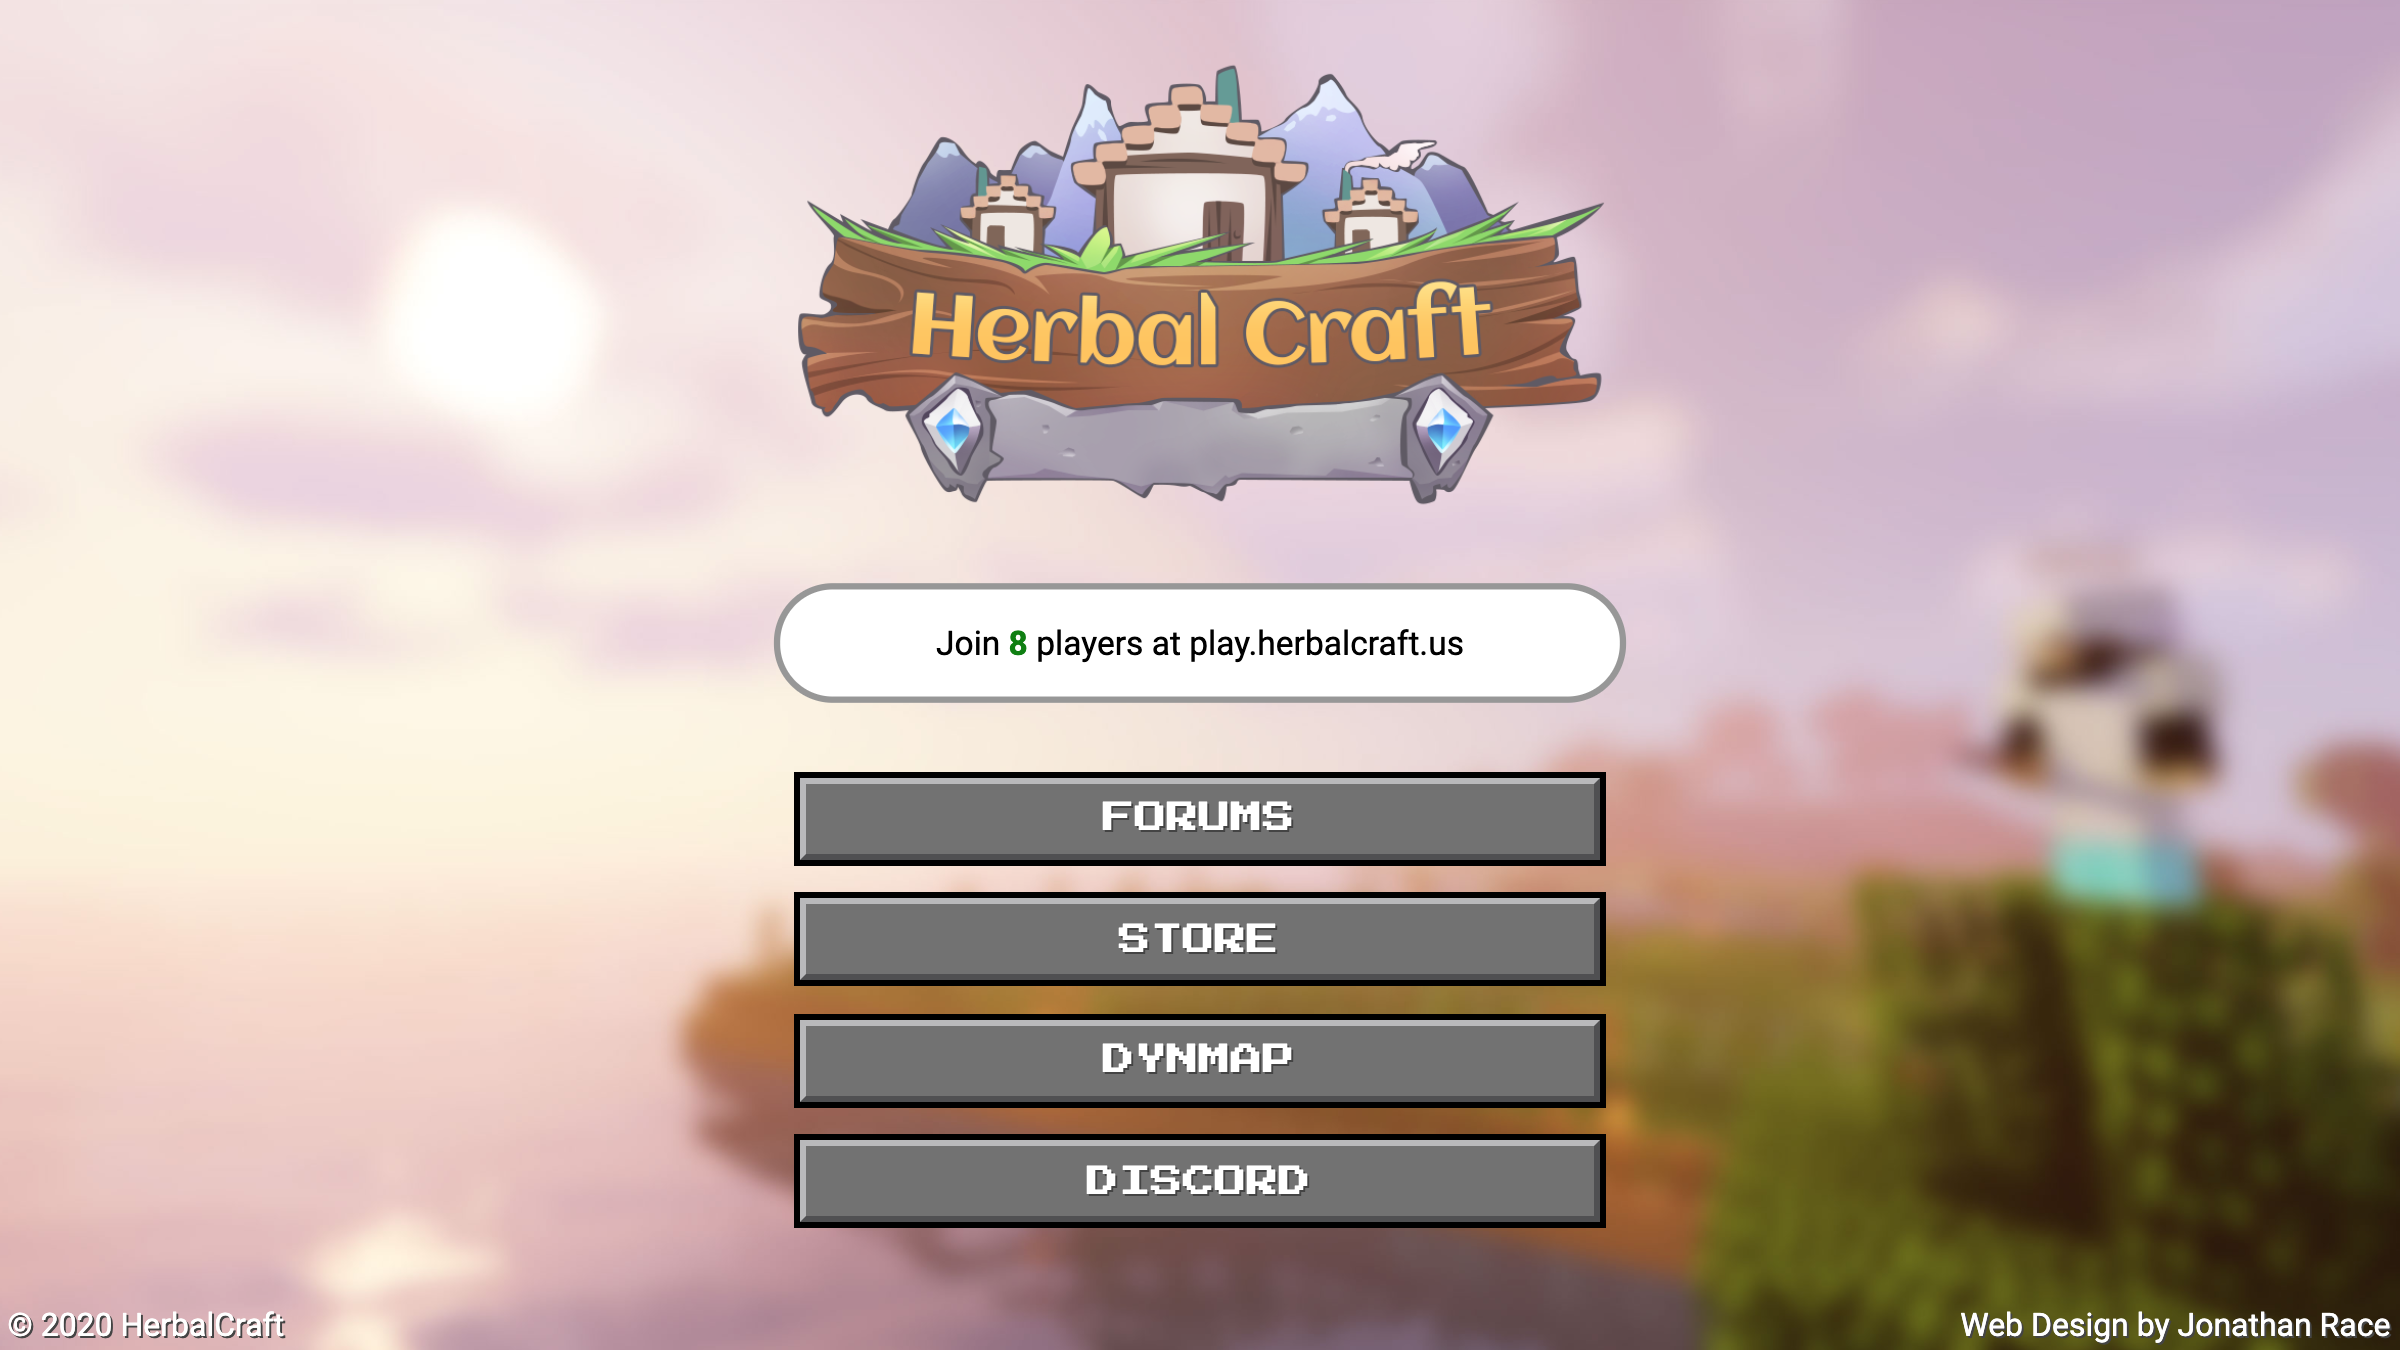 Herbal Craft
Join 8 players at play.herbalcraft.us
FORUMS
STORE
DYNMAP
DISCORD
© 2020 HerbalCraft
Web Design by Jonathan Race